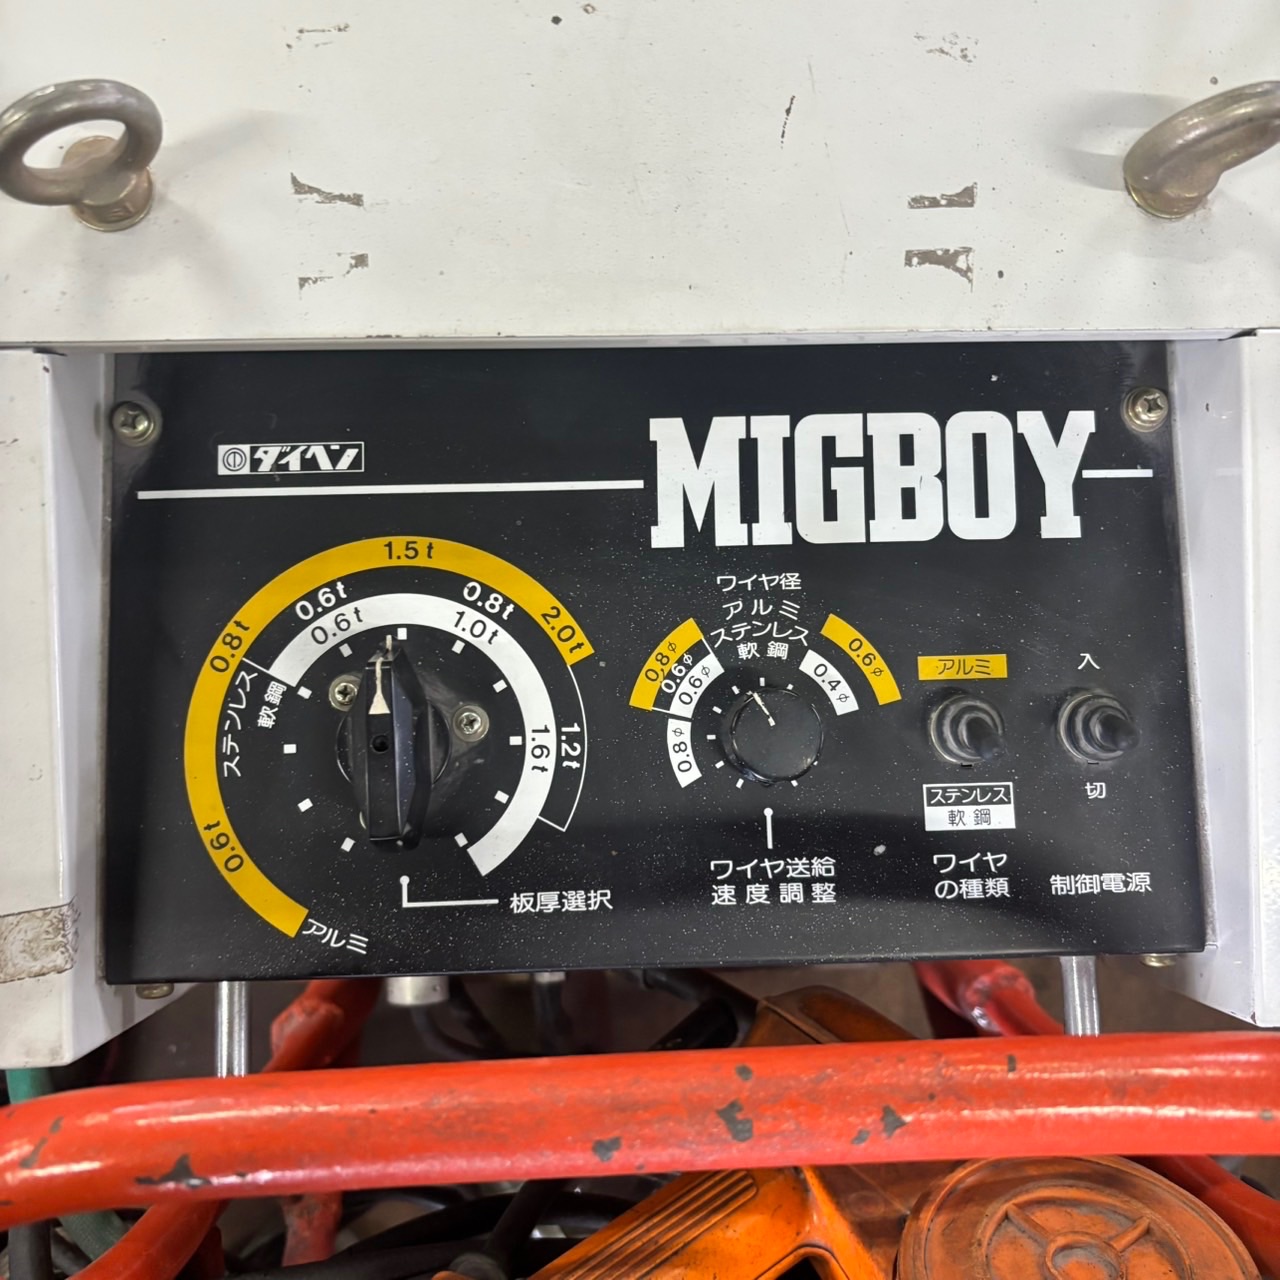 ダイヘン
MIGBOY
1.5t
0.6t
0.8t
2.0t
0.8t
0.6t
1.0t
ステンレス
軟鋼
1.6t
1.2t
0.6t
アルミ
板厚選択
ワイヤ径
アルミ
ステンレス
軟鋼
0.8φ
0.6φ
0.6φ
0.8φ
0.4φ
0.6φ
ワイヤ送給
速度調整
アルミ
ステンレス
軟鋼
ワイヤ
の種類
入
切
制御電源